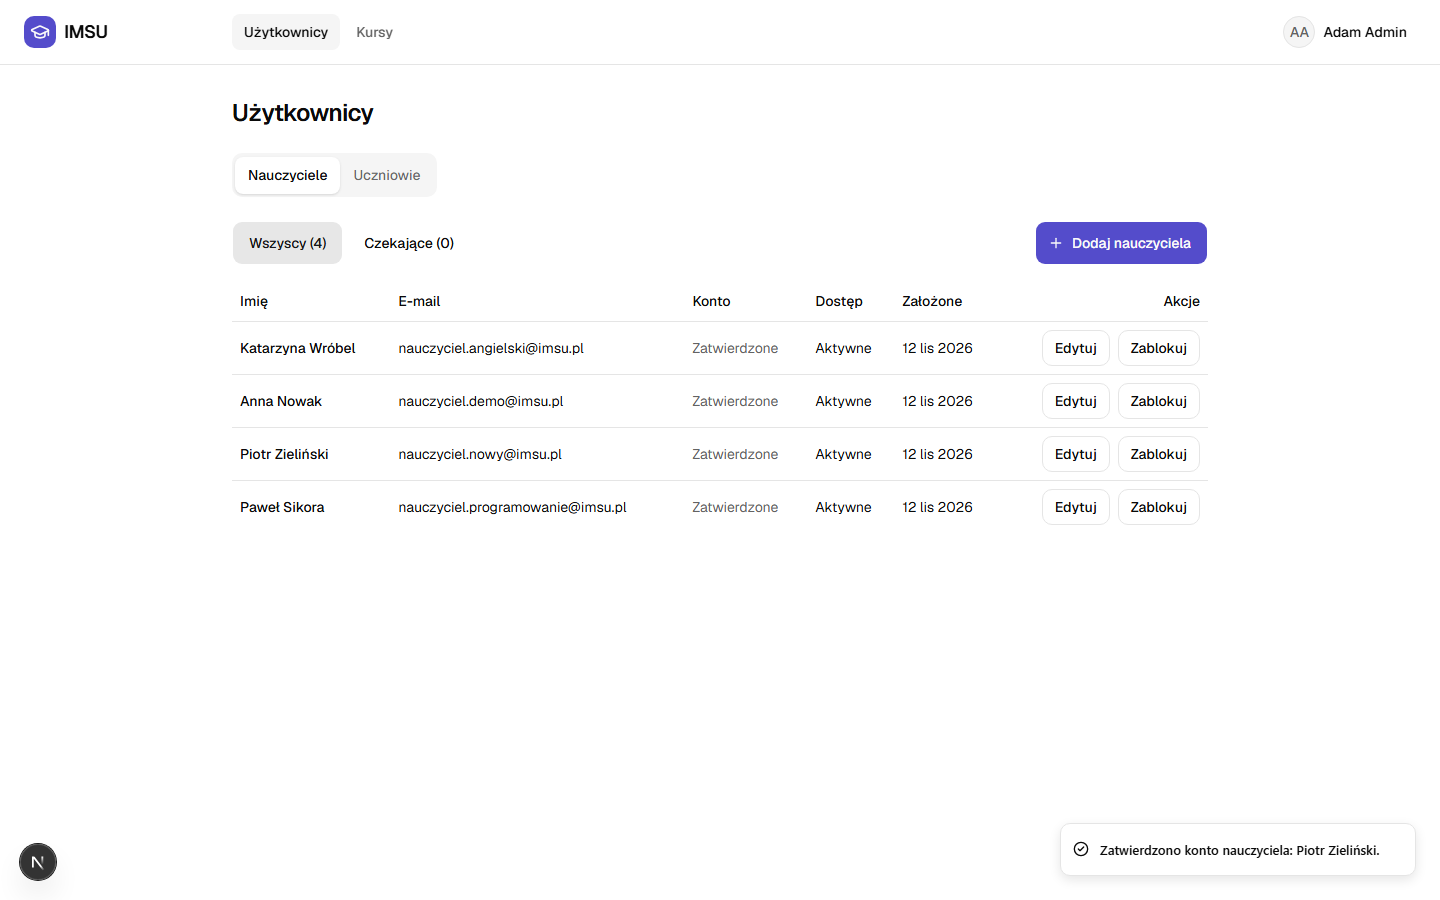 IMSU
Użytkownicy
Kursy
AA
Adam Admin
Użytkownicy
Nauczyciele
Uczniowie
Wszyscy (4)
Czekające (0)
+ Dodaj nauczyciela
Imię E-mail Konto Dostęp Założone Akcje
Katarzyna Wróbel nauczyciel.angielski@imsu.pl Zatwierdzone Aktywne 12 lis 2026 Edytuj Zablokuj
Anna Nowak nauczyciel.demo@imsu.pl Zatwierdzone Aktywne 12 lis 2026 Edytuj Zablokuj
Piotr Zieliński nauczyciel.nowy@imsu.pl Zatwierdzone Aktywne 12 lis 2026 Edytuj Zablokuj
Paweł Sikora nauczyciel.programowanie@imsu.pl Zatwierdzone Aktywne 12 lis 2026 Edytuj Zablokuj
N
Zatwierdzono konto nauczyciela: Piotr Zieliński.